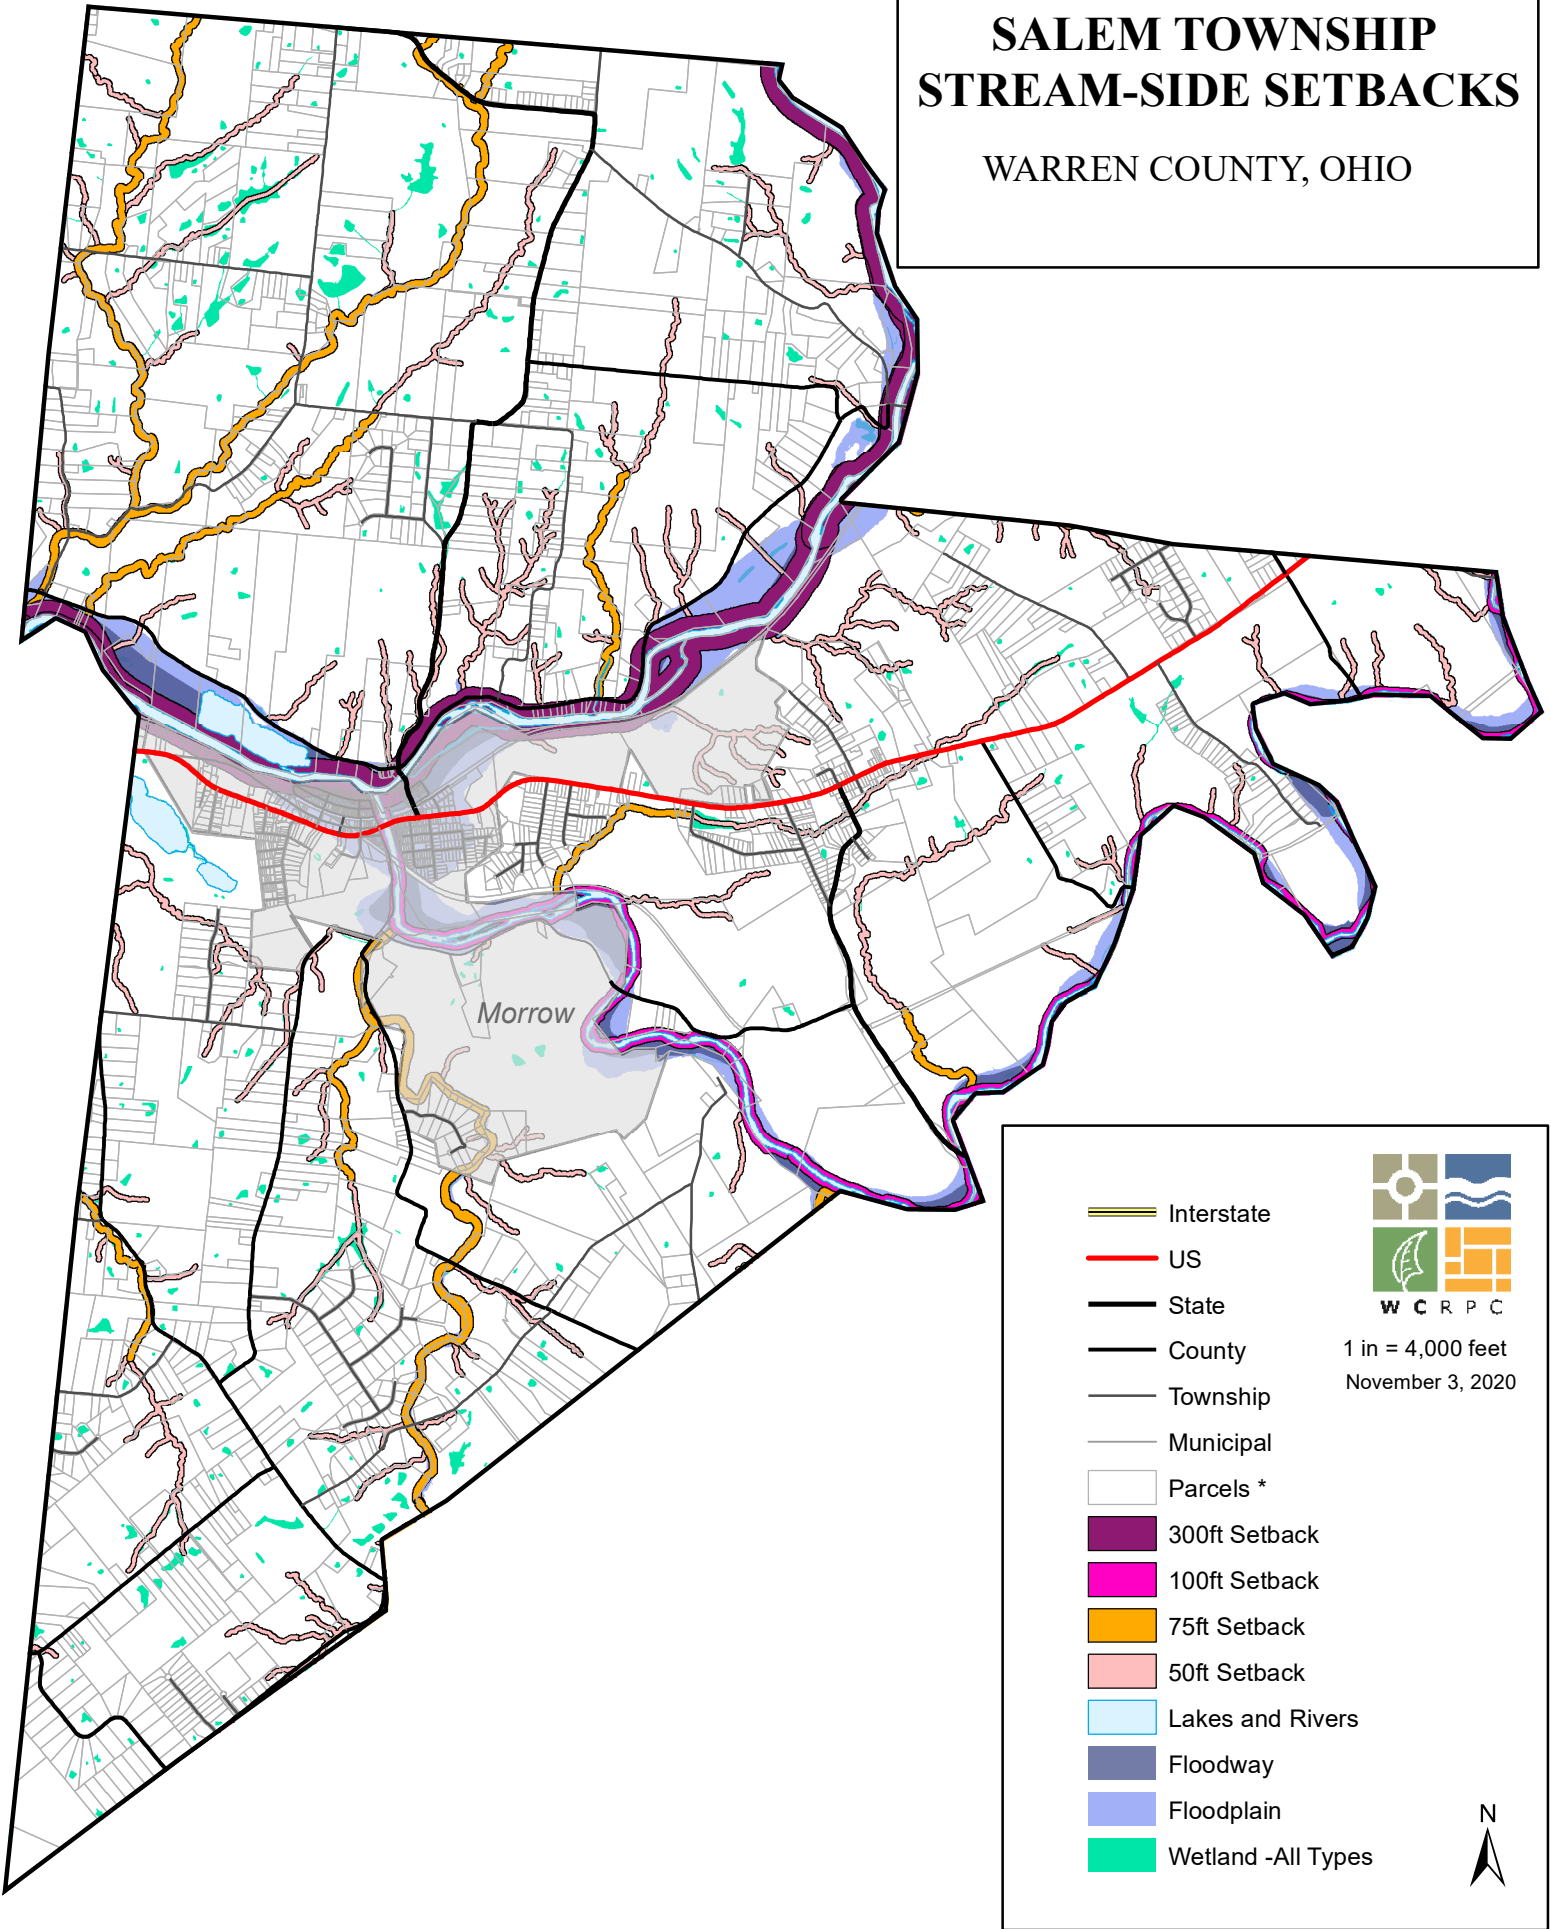 SALEM TOWNSHIP
STREAM-SIDE SETBACKS
WARREN COUNTY, OHIO
Morrow
Interstate
US
State
County
Township
Municipal
Parcels *
300ft Setback
100ft Setback
75ft Setback
50ft Setback
Lakes and Rivers
Floodway
Floodplain
Wetland -All Types
W C R P C
1 in = 4,000 feet
November 3, 2020
N